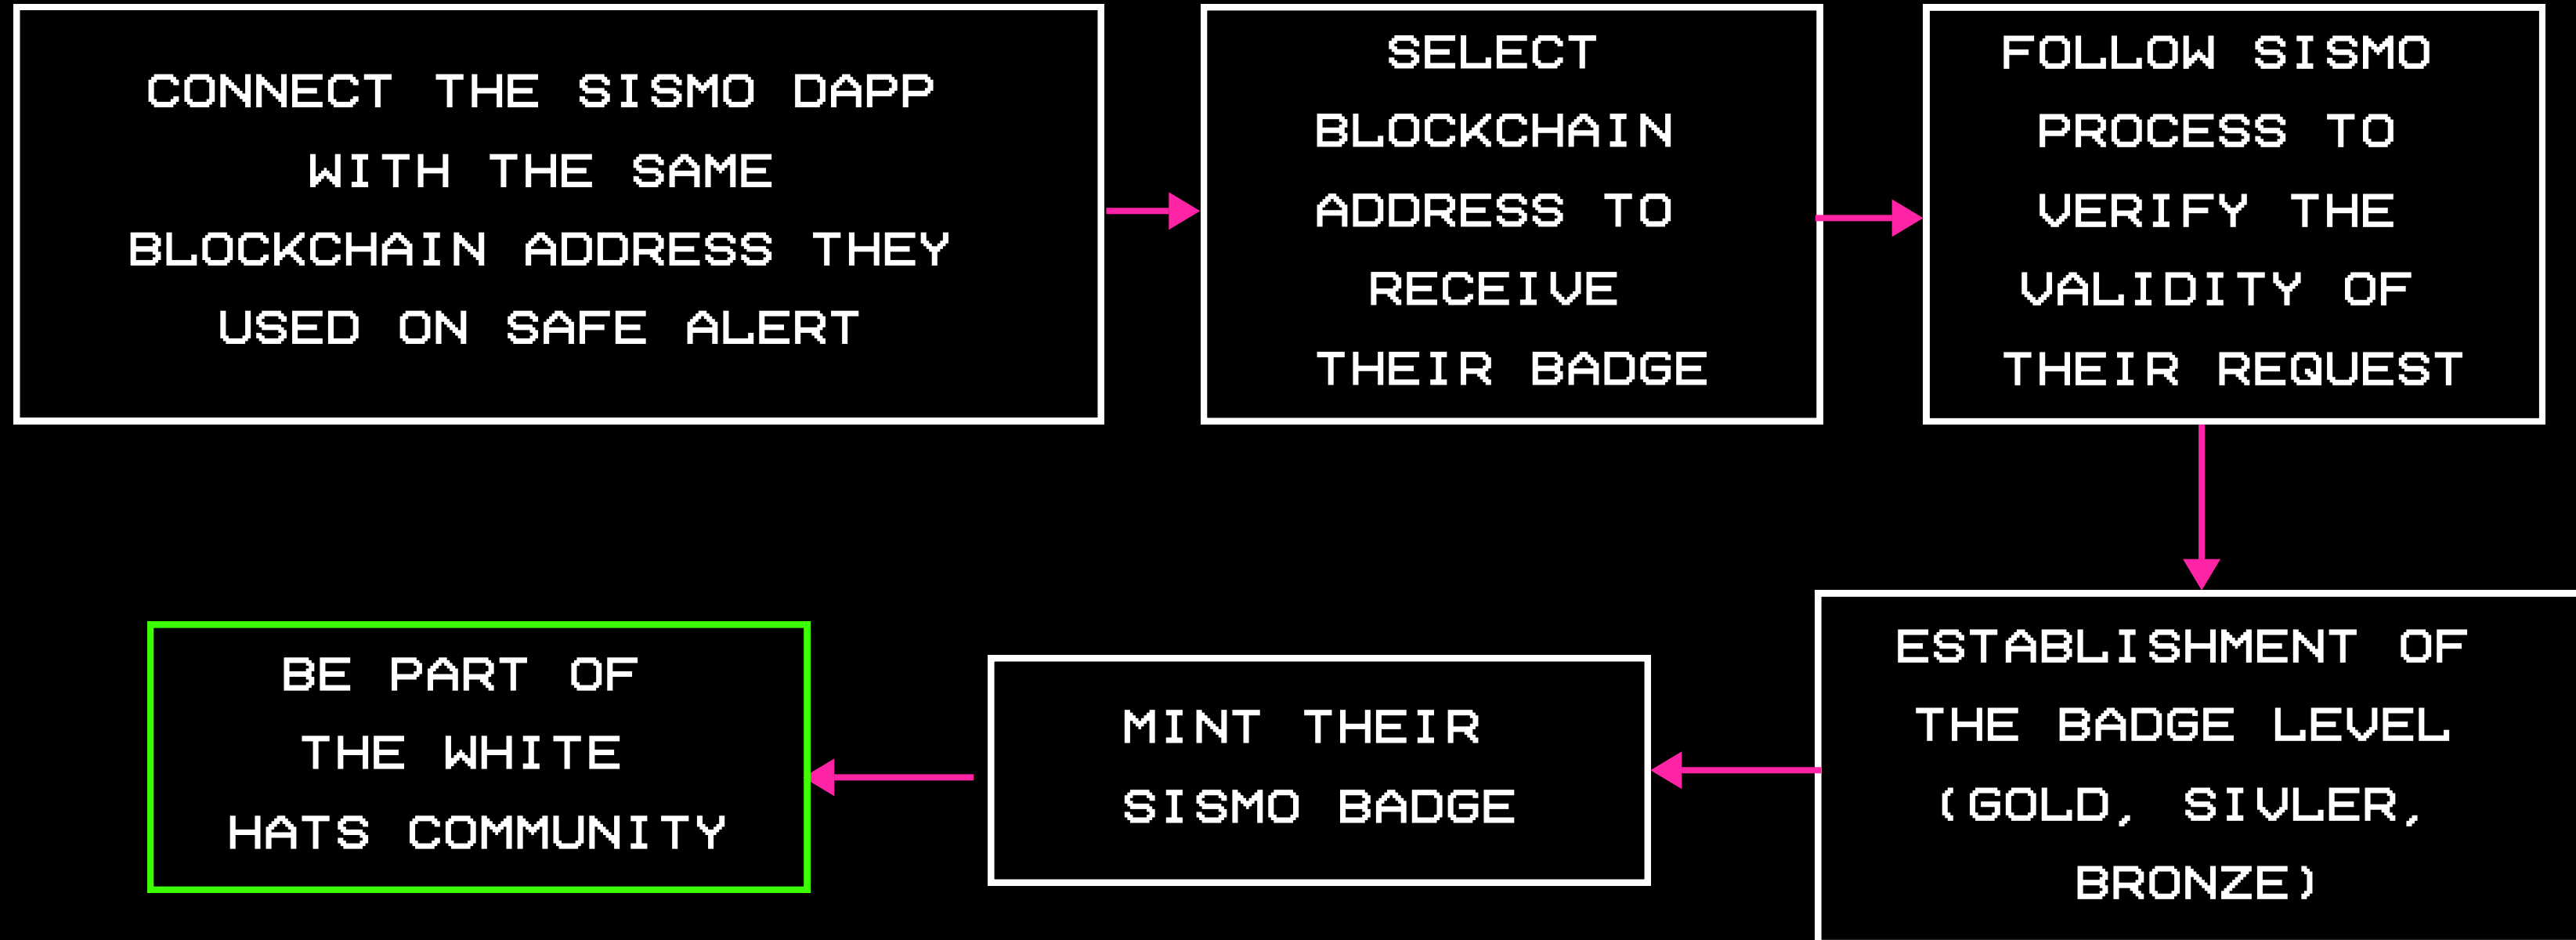 CONNECT THE SISMO DAPP
WITH THE SAME
BLOCKCHAIN ADDRESS THEY
USED ON SAFE ALERT
SELECT
BLOCKCHAIN
ADDRESS TO
RECEIVE
THEIR BADGE
FOLLOW SISMO
PROCESS TO
VERIFY THE
VALIDITY OF
THEIR REQUEST
ESTABLISHMENT OF
THE BADGE LEVEL
(GOLD, SIVLER,
BRONZE)
MINT THEIR
SISMO BADGE
BE PART OF
THE WHITE
HATS COMMUNITY